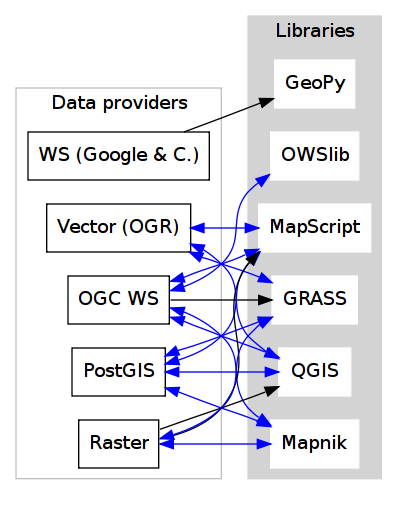 Data providers
WS (Google & C.)
Vector (OGR)
OGC WS
PostGIS
Raster
Libraries
GeoPy
OWSlib
MapScript
GRASS
QGIS
Mapnik